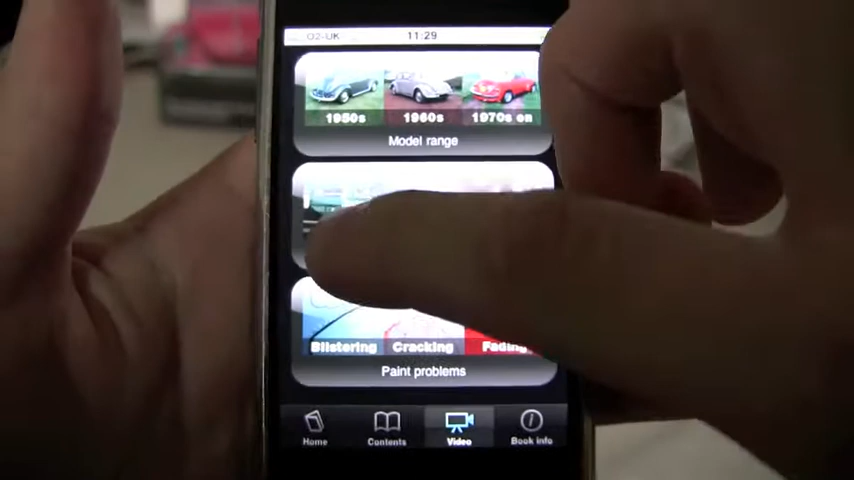 O2-UK 11:29
1950s 1960s 1970s on
Model range
Blistering Cracking Fading
Paint problems
Home Contents Video Book info